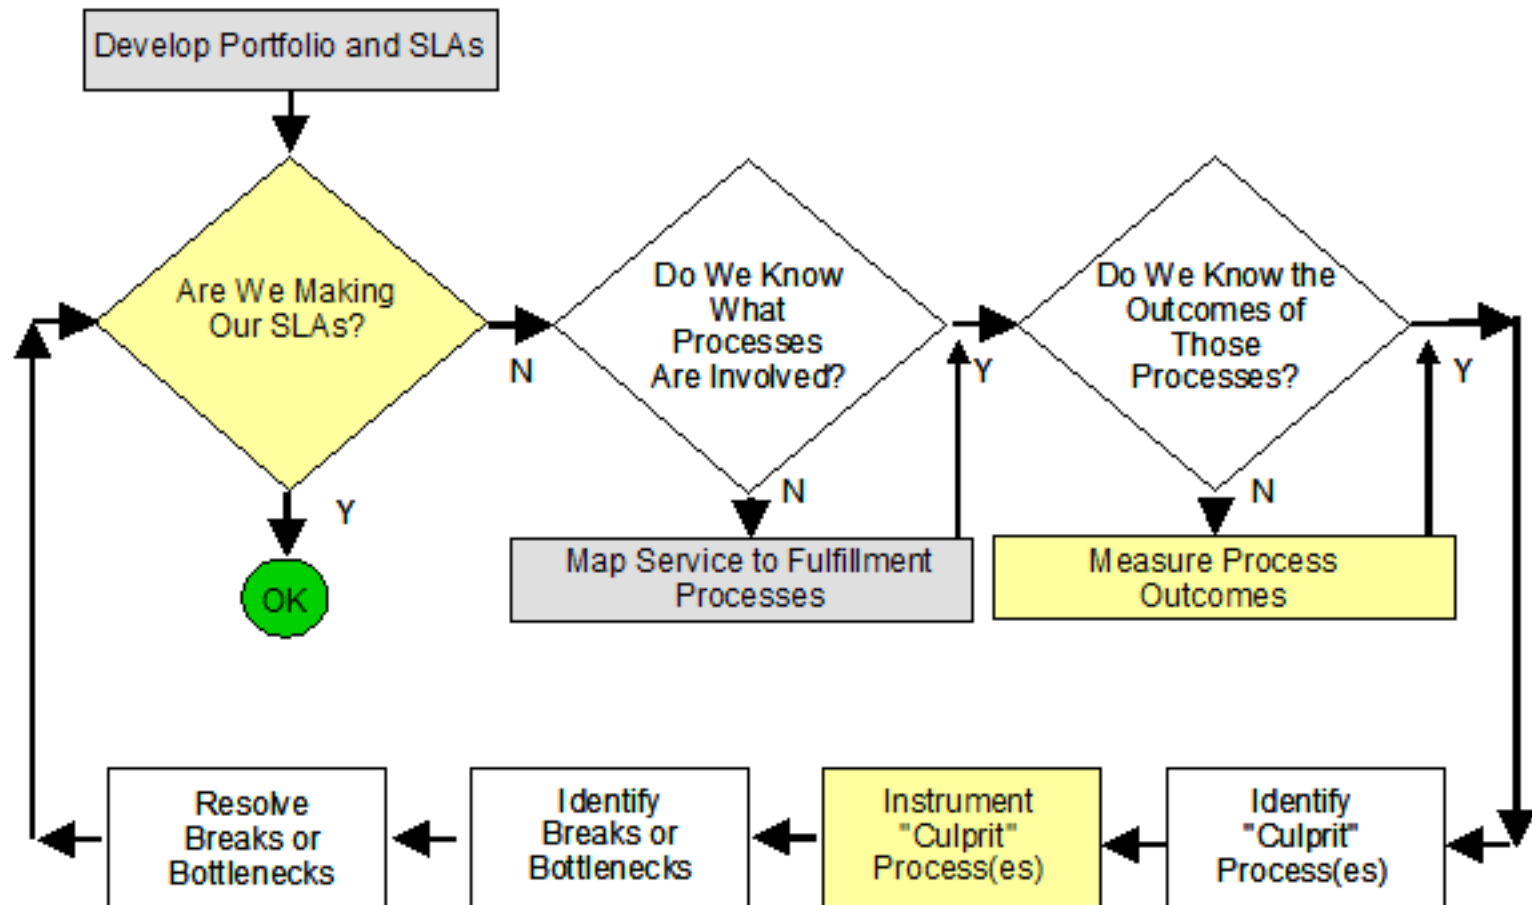 Develop Portfolio and SLAs
Are We Making
Our SLAs?
N
Y
OK
Do We Know
What
Processes
Are Involved?
Y
N
Map Service to Fulfillment
Processes
Do We Know the
Outcomes of
Those
Processes?
Y
N
Measure Process
Outcomes
Identify
"Culprit"
Process(es)
Instrument
"Culprit"
Process(es)
Identify
Breaks or
Bottlenecks
Resolve
Breaks or
Bottlenecks